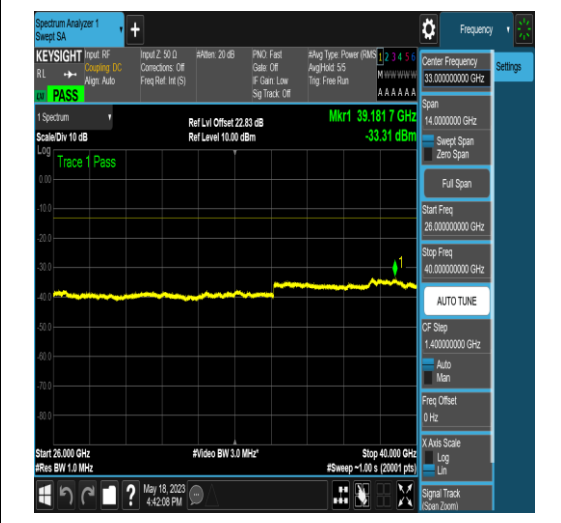 Spectrum Analyzer 1
Swept SA
Frequency
KEYSIGHT
RL
PASS
Input: RF
Coupling: DC
Align: Auto
Input Z: 50 Ω
Corrections: Off
Freq Ref: Int (S)
#Atten: 20 dB
PNO: Fast
Gate: Off
IF Gain: Low
Sig Track: Off
#Avg Type: Power (RMS)
Avg|Hold: 5/5
Trig: Free Run
1 2 3 4 5 6
M W W W W W
A A A A A A
1 Spectrum
Scale/Div 10 dB
Ref Lvl Offset 22.83 dB
Ref Level 10.00 dBm
Mkr1 39.181 7 GHz
-33.31 dBm
Log
Trace 1 Pass
0.00
-10.0
-20.0
-30.0
-40.0
-50.0
-60.0
-70.0
-80.0
1
Start 26.000 GHz
#Res BW 1.0 MHz
#Video BW 3.0 MHz*
Stop 40.000 GHz
#Sweep ~1.00 s (20001 pts)
May 18, 2023
4:42:08 PM
?
Center Frequency
33.000000000 GHz
Settings
Span
14.0000000 GHz
Swept Span
Zero Span
Full Span
Start Freq
26.000000000 GHz
Stop Freq
40.000000000 GHz
AUTO TUNE
CF Step
1.400000000 GHz
Auto
Man
Freq Offset
0 Hz
X Axis Scale
Log
Lin
Signal Track
(Span Zoom)